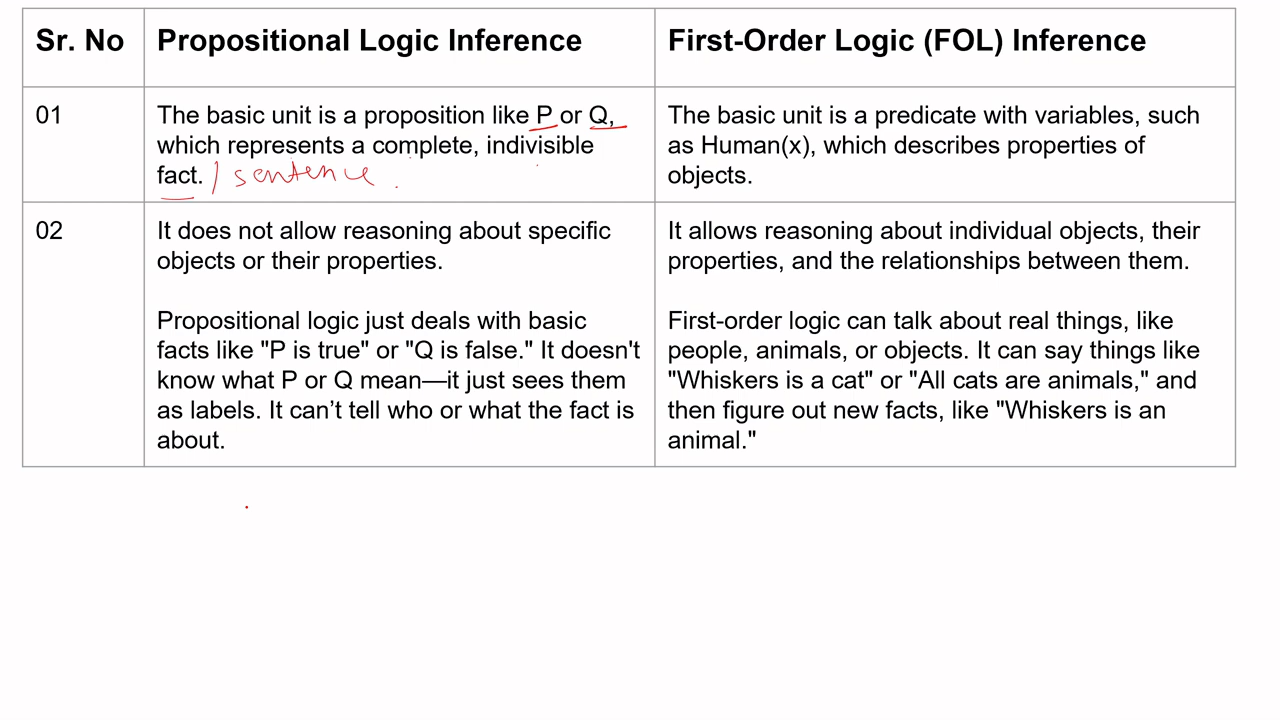 Sr. No Propositional Logic Inference First-Order Logic (FOL) Inference
01
The basic unit is a proposition like P or Q,
which represents a complete, indivisible
fact. / sentence
The basic unit is a predicate with variables, such
as Human(x), which describes properties of
objects.
02
It does not allow reasoning about specific
objects or their properties.
Propositional logic just deals with basic
facts like "P is true" or "Q is false." It doesn't
know what P or Q mean—it just sees them
as labels. It can’t tell who or what the fact is
about.
It allows reasoning about individual objects, their
properties, and the relationships between them.
First-order logic can talk about real things, like
people, animals, or objects. It can say things like
"Whiskers is a cat" or "All cats are animals," and
then figure out new facts, like "Whiskers is an
animal."